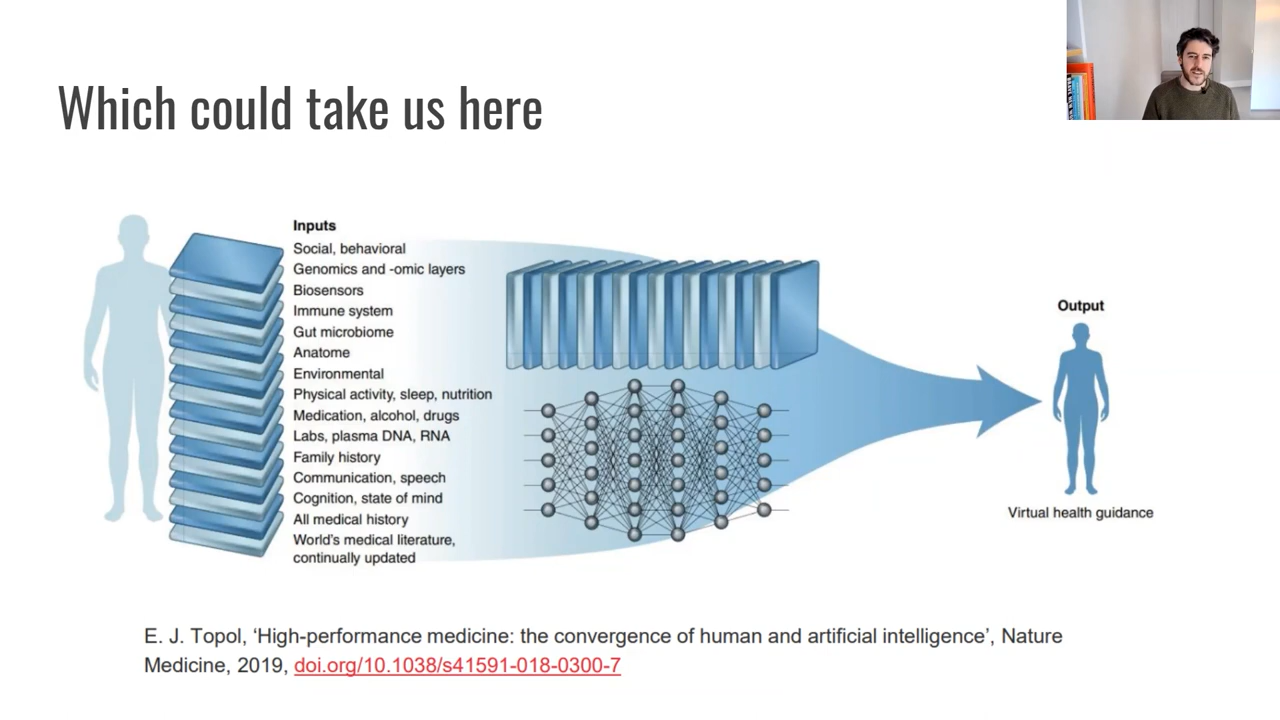 Which could take us here
Inputs
Social, behavioral
Genomics and -omic layers
Biosensors
Immune system
Gut microbiome
Anatome
Environmental
Physical activity, sleep, nutrition
Medication, alcohol, drugs
Labs, plasma DNA, RNA
Family history
Communication, speech
Cognition, state of mind
All medical history
World's medical literature,
continually updated
Output
Virtual health guidance
E. J. Topol, ‘High-performance medicine: the convergence of human and artificial intelligence’, Nature
Medicine, 2019, doi.org/10.1038/s41591-018-0300-7